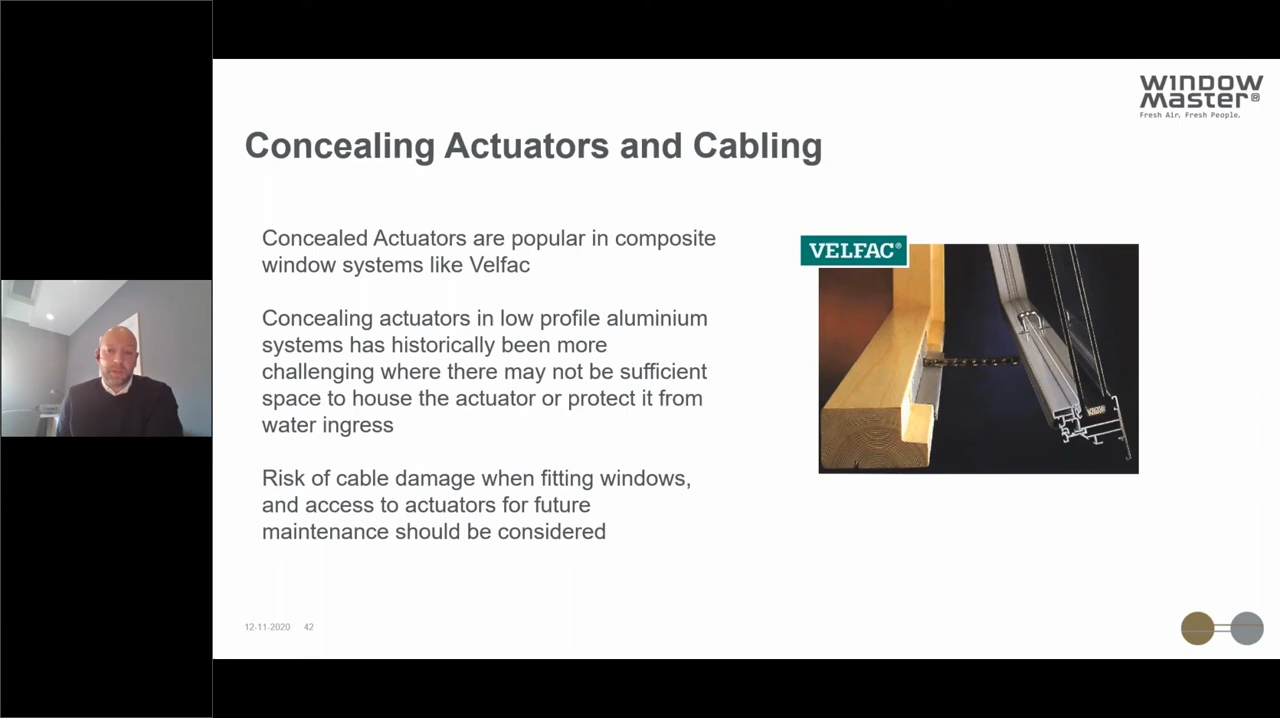 WINDOW
MASTER®
Fresh Air. Fresh People.
Concealing Actuators and Cabling
Concealed Actuators are popular in composite
window systems like Velfac
Concealing actuators in low profile aluminium
systems has historically been more
challenging where there may not be sufficient
space to house the actuator or protect it from
water ingress
Risk of cable damage when fitting windows,
and access to actuators for future
maintenance should be considered
VELFAC®
12-11-2020 42